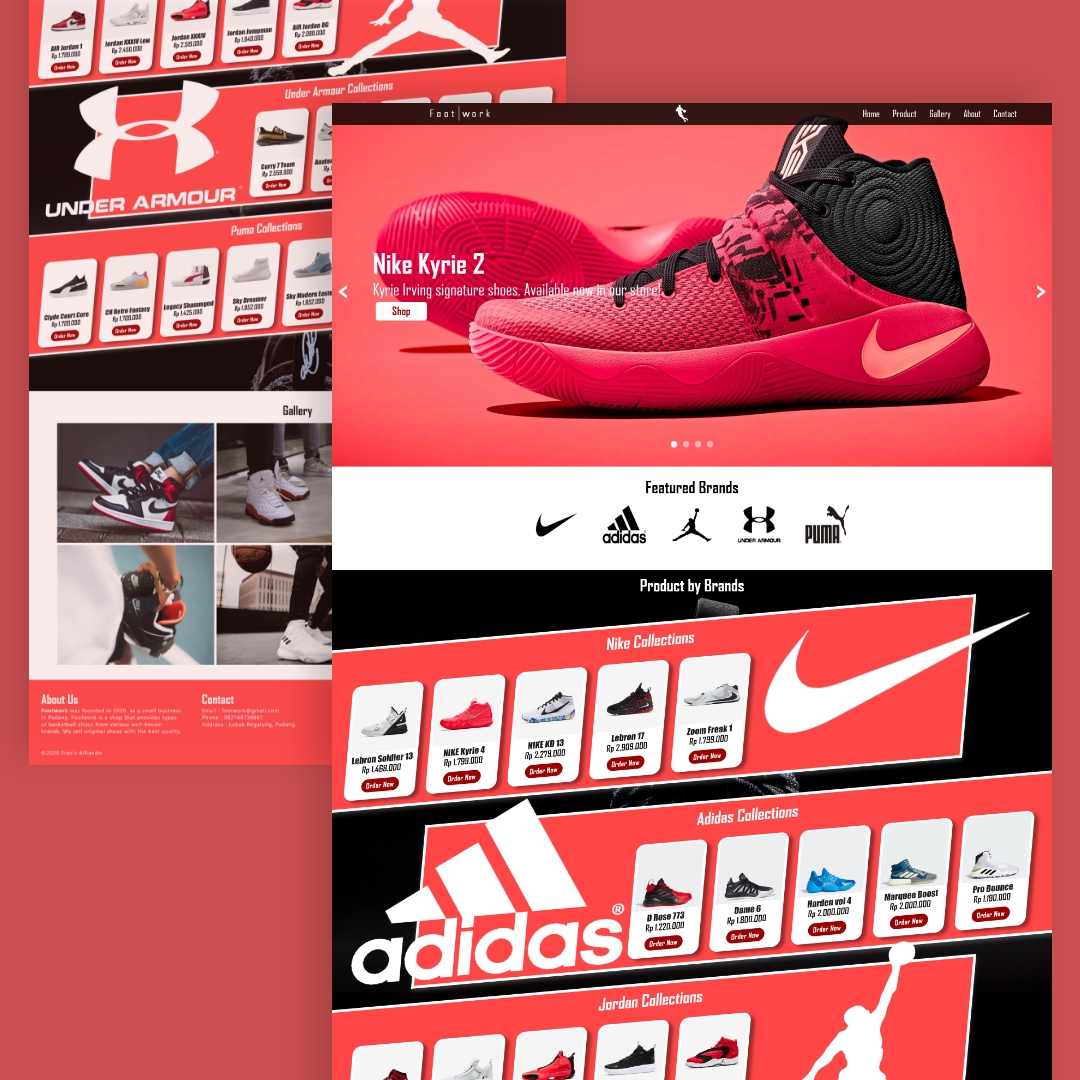 AIR Jordan 1
Rp 1.799.000
Order Now
Jordan XXXIV Low
Rp 2.450.000
Order Now
Jordan XXXIV
Rp 2.519.000
Order Now
Jordan Jumpman
Rp 1.649.000
Order Now
AIR Jordan OG
Rp 2.099.000
Order Now
Under Armour Collections
UNDER ARMOUR
Curry 7 Team
Rp 2.559.000
Order Now
Puma Collections
Clyde Court Core
Rp 1.709.000
Order Now
Cll Retro Fantasy
Rp 1.709.000
Order Now
Legacy Shammgod
Rp 1.425.000
Order Now
Sky Dreamer
Rp 1.852.000
Order Now
Sky Modern Easte
Rp 1.852.000
Order Now
Gallery
About Us
Footwork was founded in 2020, as a small business
in Padang, Footwork is a shop that provides types
of basketball shoes from various well-known
brands. We sell original shoes with the best quality.
Contact
Email : footwork@gmail.com
Phone : 082169738861
Address : Lubuk Begalung, Padang.
©2020 Fran's Alfiando
Foot|work
Home Product Gallery About Contact
Nike Kyrie 2
Kyrie Irving signature shoes. Available now in our store!
Shop
Featured Brands
adidas
UNDER ARMOUR
PUMA
Product by Brands
Nike Collections
Lebron Soldier 13
Rp 1.468.000
Order Now
NIKE Kyrie 4
Rp 1.799.000
Order Now
NIKE KD 13
Rp 2.279.000
Order Now
Lebron 17
Rp 2.909.000
Order Now
Zoom Freak 1
Rp 1.799.000
Order Now
Adidas Collections
adidas®
D Rose 773
Rp 1.220.000
Order Now
Dame 6
Rp 1.800.000
Order Now
Harden vol 4
Rp 2.000.000
Order Now
Marquee Boost
Rp 2.000.000
Order Now
Pro Bounce
Rp 1.190.000
Order Now
Jordan Collections